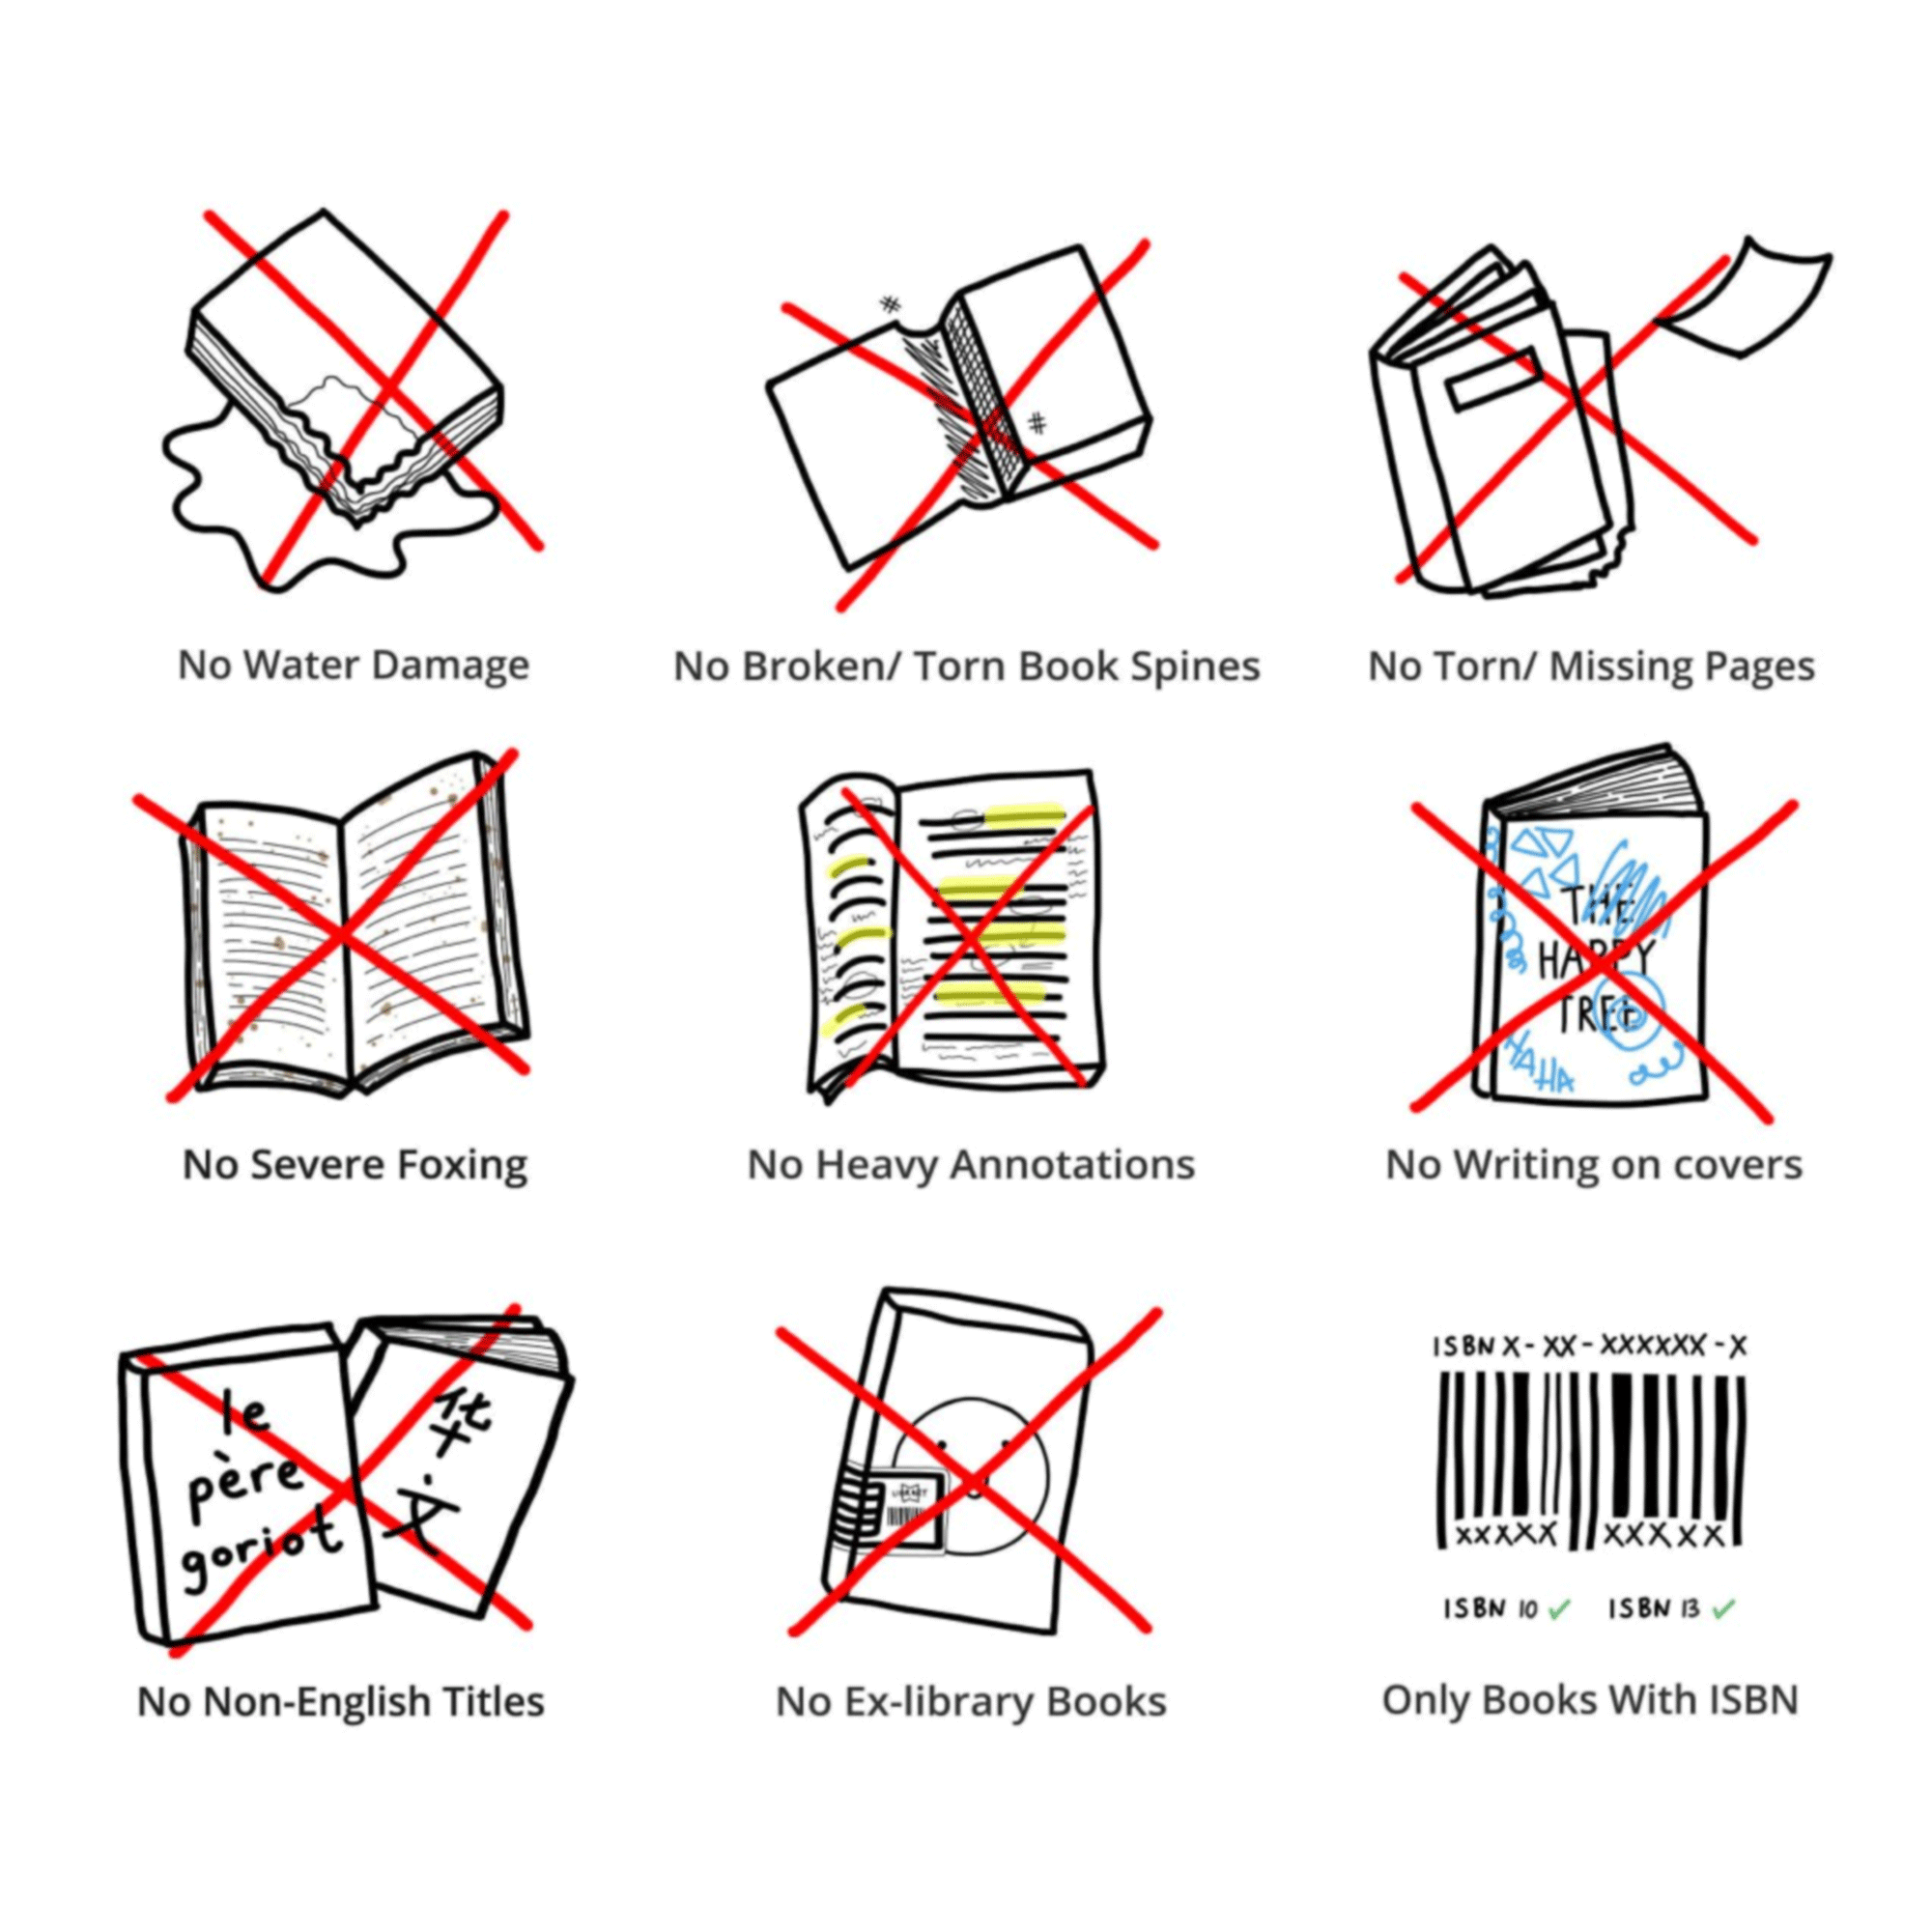 No Water Damage
No Broken/ Torn Book Spines
No Torn/ Missing Pages
THE
HAPPY
TREE
HAHA
No Severe Foxing
No Heavy Annotations
No Writing on covers
le
père
goriot
华
文
No Non-English Titles
No Ex-library Books
ISBN X-XX-XXXXXX-X
XXXXX XXXXX
ISBN 10 ✓ ISBN 13 ✓
Only Books With ISBN